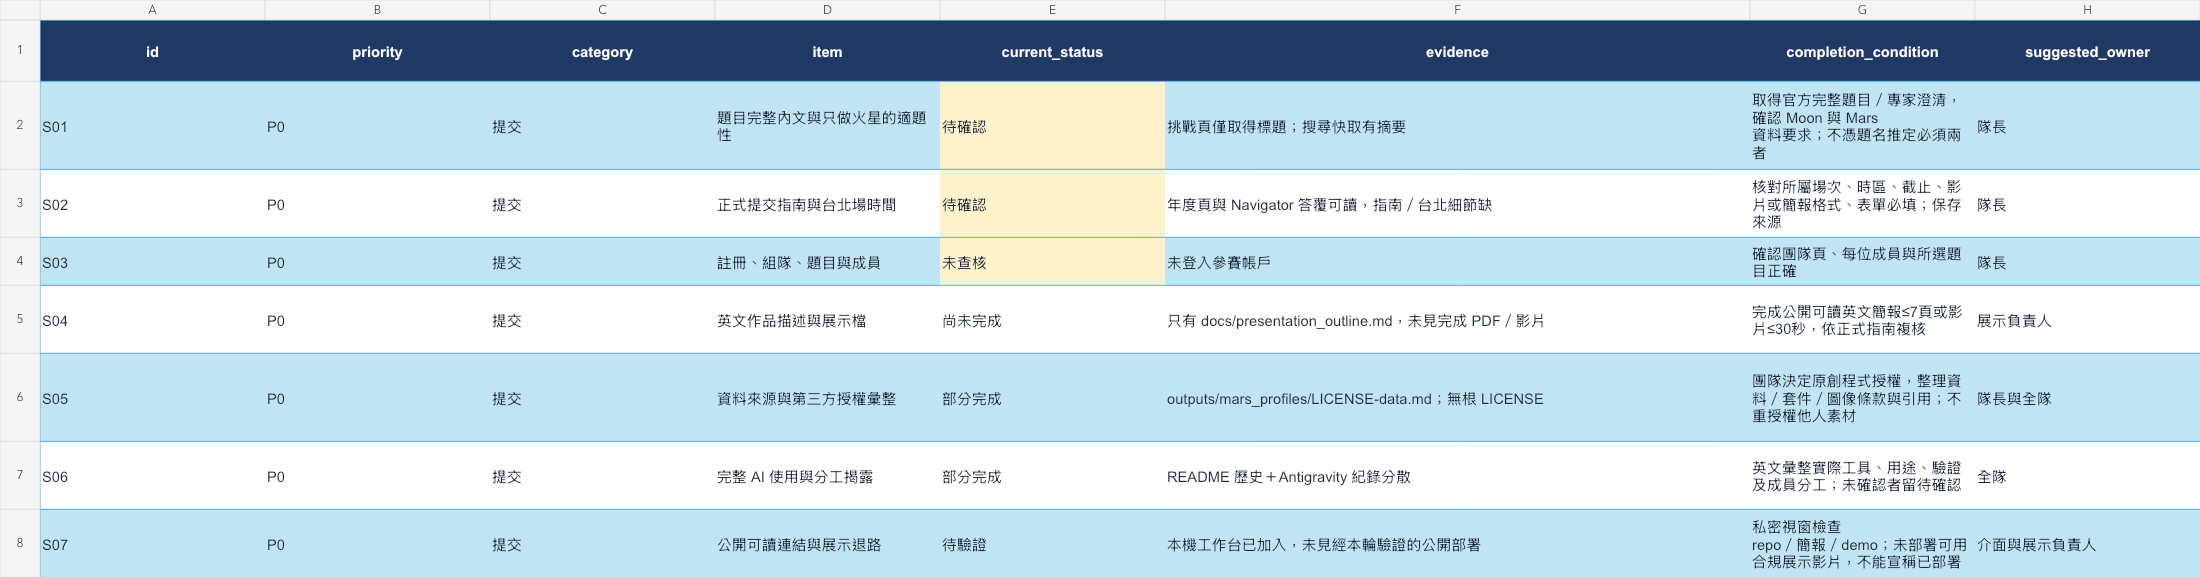 A B C D E F G H
1 id priority category item current_status evidence completion_condition suggested_owner
2 S01 P0 提交 題目完整內文與只做火星的適題性 待確認 挑戰頁僅取得標題；搜尋快取有摘要 取得官方完整題目 / 專家澄清，確認 Moon 與 Mars 資料要求；不憑題名推定必須兩者 隊長
3 S02 P0 提交 正式提交指南與台北場時間 待確認 年度頁與 Navigator 答覆可讀，指南 / 台北細節缺 核對所屬場次、時區、截止、影片或簡報格式、表單必填；保存來源 隊長
4 S03 P0 提交 註冊、組隊、題目與成員 未查核 未登入參賽帳戶 確認團隊頁、每位成員與所選題目正確 隊長
5 S04 P0 提交 英文作品描述與展示檔 尚未完成 只有 docs/presentation_outline.md，未見完成 PDF / 影片 完成公開可讀英文簡報≤7頁或影片≤30秒，依正式指南複核 展示負責人
6 S05 P0 提交 資料來源與第三方授權彙整 部分完成 outputs/mars_profiles/LICENSE-data.md；無根 LICENSE 團隊決定原創程式授權，整理資料 / 套件 / 圖像條款與引用；不重授權他人素材 隊長與全隊
7 S06 P0 提交 完整 AI 使用與分工揭露 部分完成 README 歷史＋Antigravity 紀錄分散 英文彙整實際工具、用途、驗證及成員分工；未確認者留待確認 全隊
8 S07 P0 提交 公開可讀連結與展示退路 待驗證 本機工作台已加入，未見經本輪驗證的公開部署 私密視窗檢查 repo / 簡報 / demo；未部署可用合規展示影片，不能宣稱已部署 介面與展示負責人